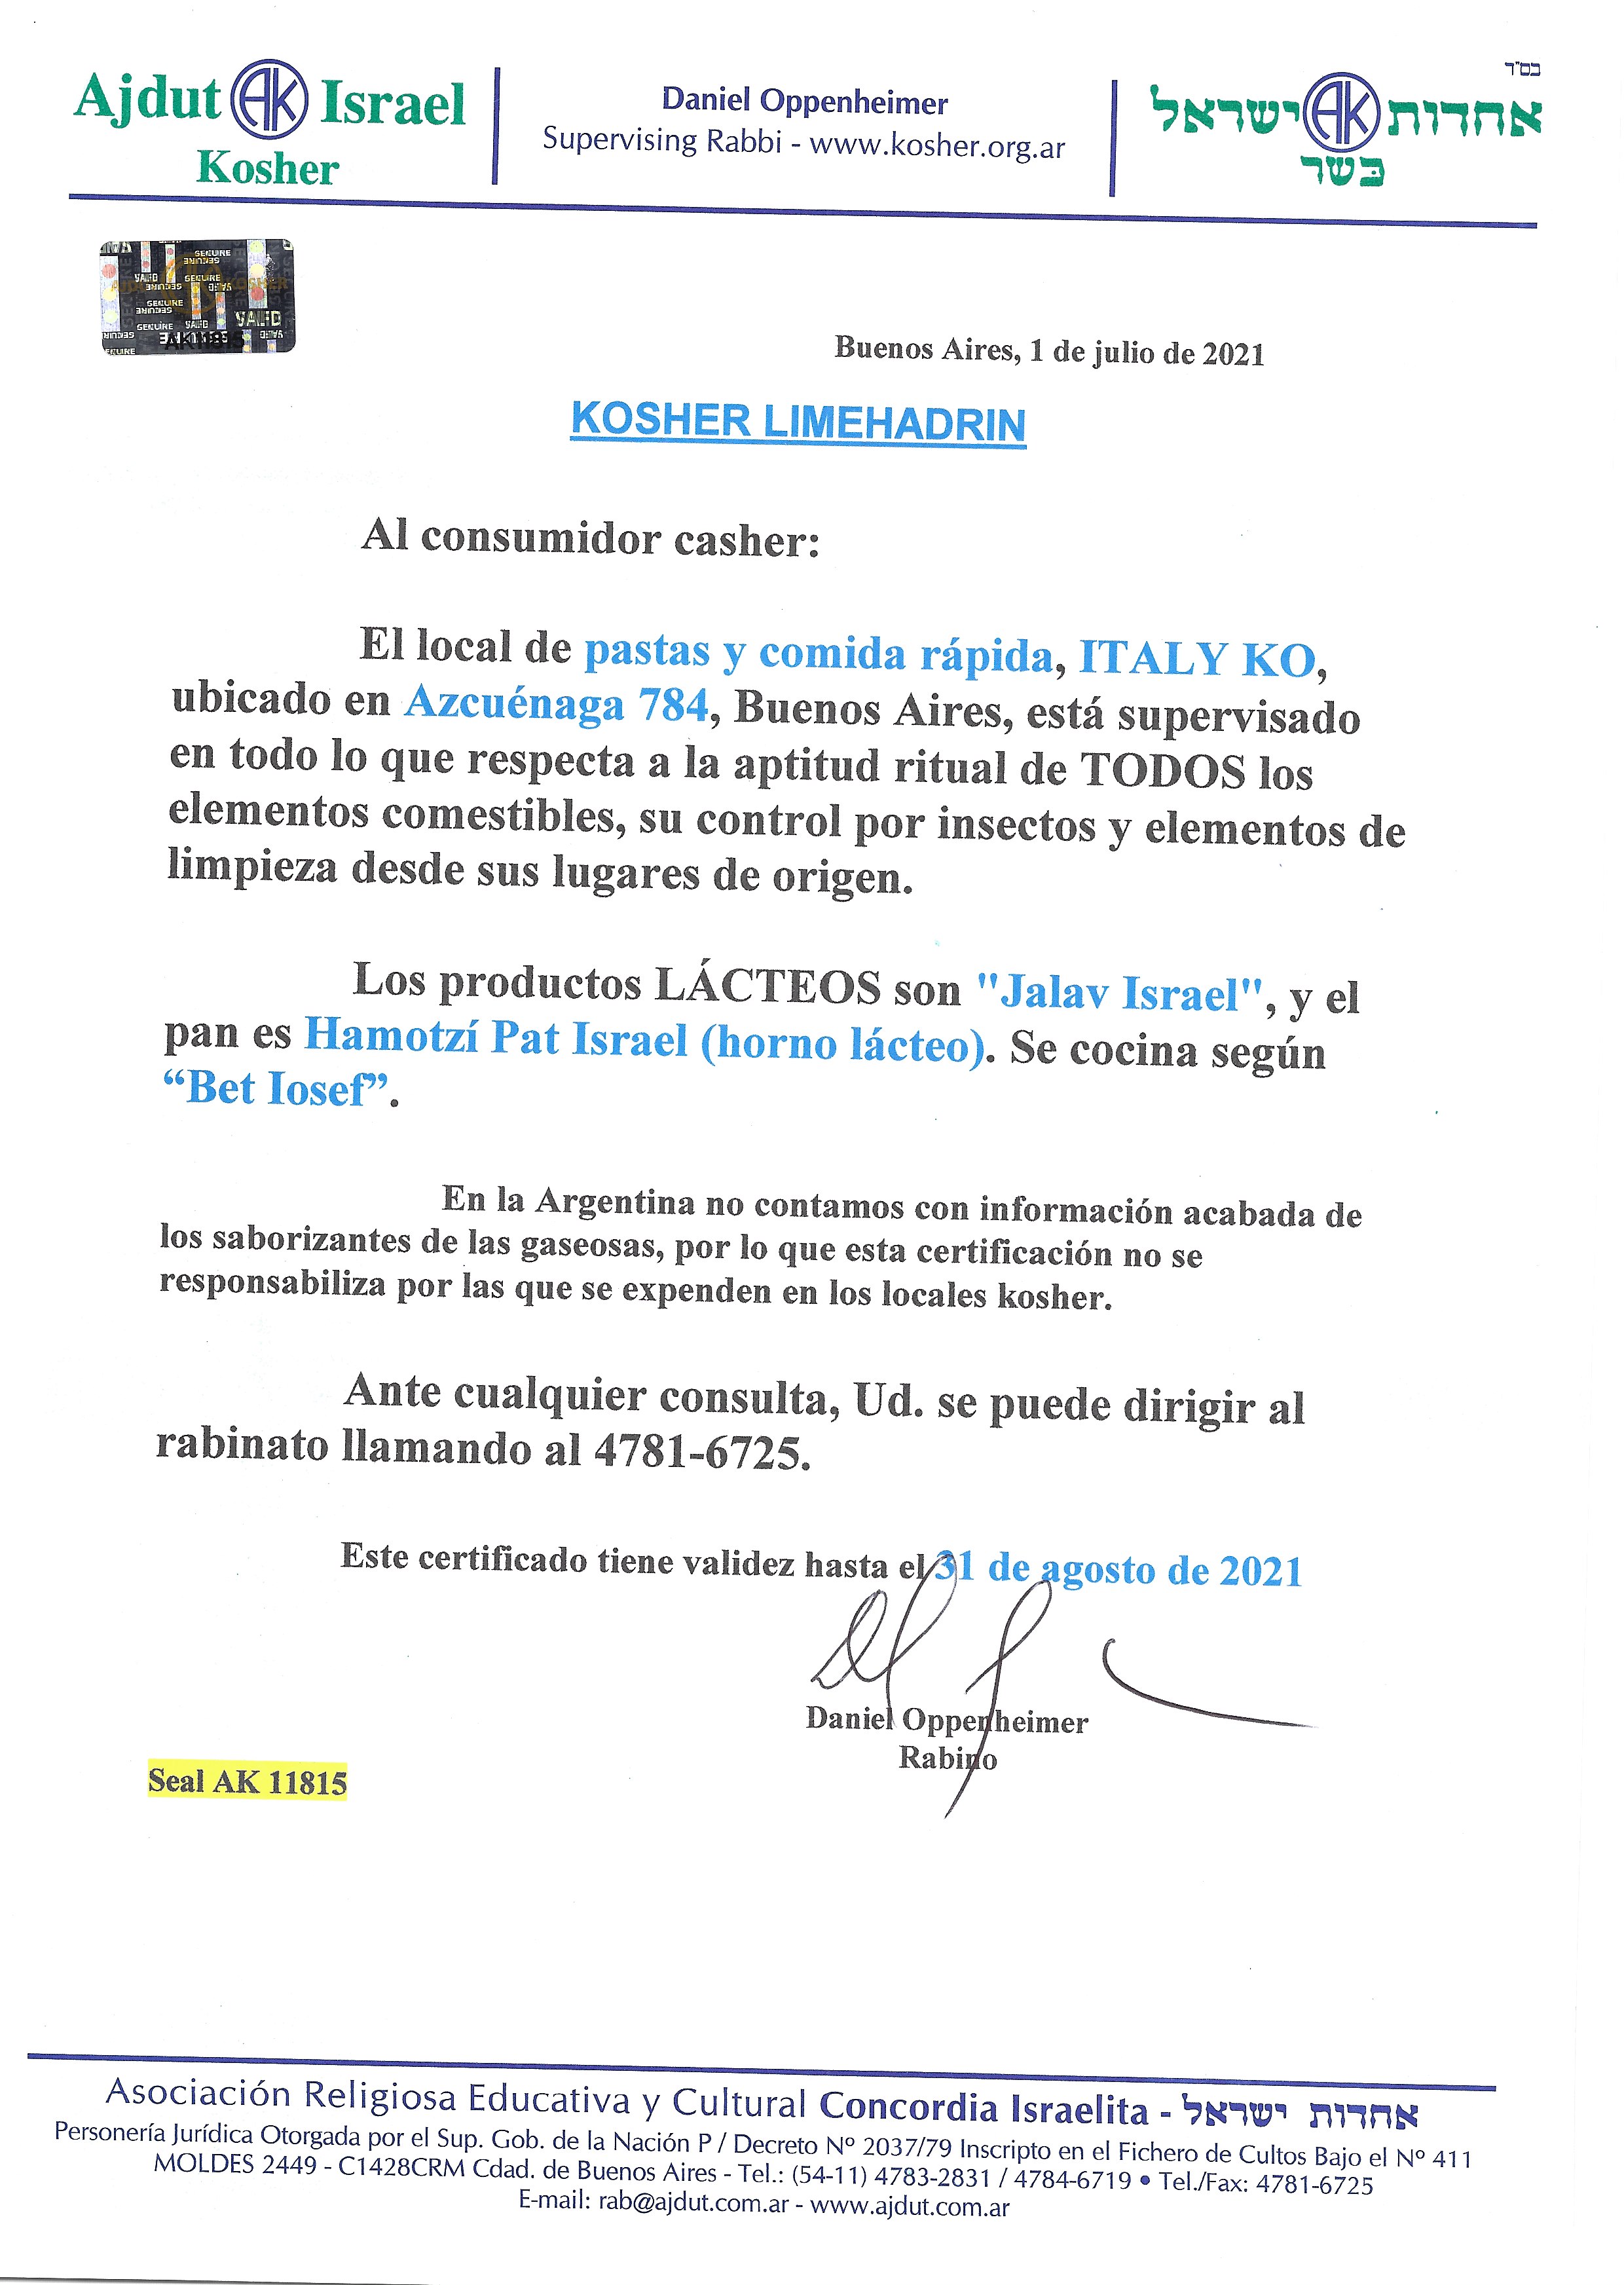 בס"ד
Ajdut AK Israel
Kosher
Daniel Oppenheimer
Supervising Rabbi - www.kosher.org.ar
אחדות AK ישראל
כשר
SECURE
VALID
AK11815
Buenos Aires, 1 de julio de 2021
KOSHER LIMEHADRIN
Al consumidor casher:
El local de pastas y comida rápida, ITALY KO,
ubicado en Azcuénaga 784, Buenos Aires, está supervisado
en todo lo que respecta a la aptitud ritual de TODOS los
elementos comestibles, su control por insectos y elementos de
limpieza desde sus lugares de origen.
Los productos LÁCTEOS son "Jalav Israel", y el
pan es Hamotzí Pat Israel (horno lácteo). Se cocina según
“Bet Iosef”.
En la Argentina no contamos con información acabada de
los saborizantes de las gaseosas, por lo que esta certificación no se
responsabiliza por las que se expenden en los locales kosher.
Ante cualquier consulta, Ud. se puede dirigir al
rabinato llamando al 4781-6725.
Este certificado tiene validez hasta el 31 de agosto de 2021
Daniel Oppenheimer
Rabino
Seal AK 11815
Asociación Religiosa Educativa y Cultural Concordia Israelita - אחדות ישראל
Personería Jurídica Otorgada por el Sup. Gob. de la Nación P / Decreto Nº 2037/79 Inscripto en el Fichero de Cultos Bajo el Nº 411
MOLDES 2449 - C1428CRM Cdad. de Buenos Aires - Tel.: (54-11) 4783-2831 / 4784-6719 • Tel./Fax: 4781-6725
E-mail: rab@ajdut.com.ar - www.ajdut.com.ar